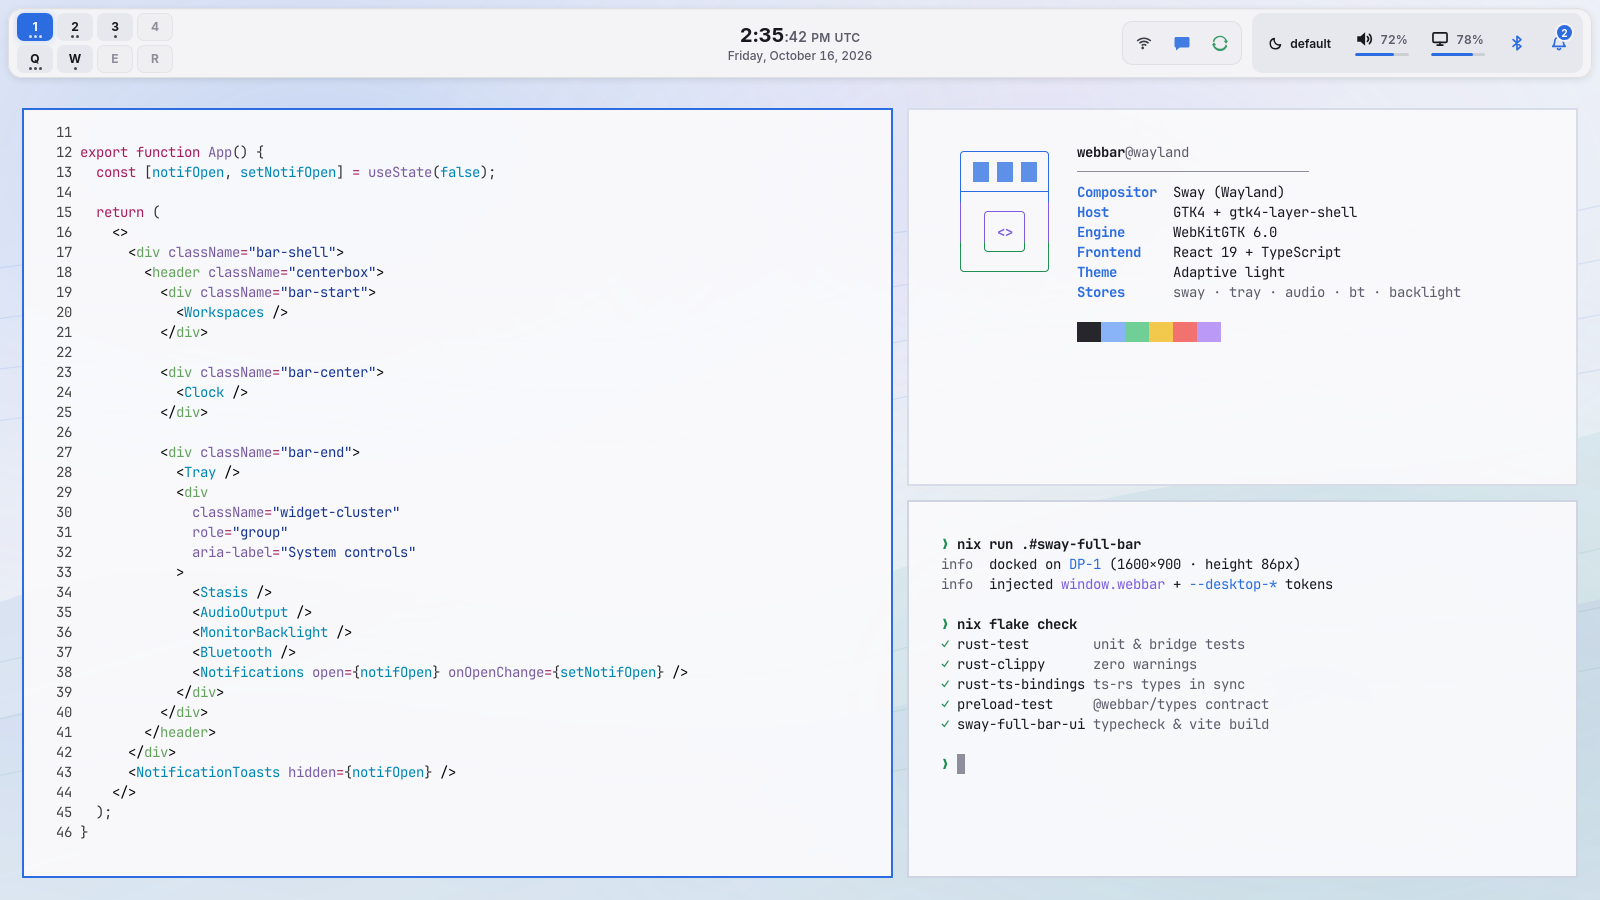 1 2 3 4
Q W E R
2:35:42 PM UTC
Friday, October 16, 2026
default 72% 78% 2
11
12 export function App() {
13   const [notifOpen, setNotifOpen] = useState(false);
14
15   return (
16     <>
17       <div className="bar-shell">
18         <header className="centerbox">
19           <div className="bar-start">
20             <Workspaces />
21           </div>
22
23           <div className="bar-center">
24             <Clock />
25           </div>
26
27           <div className="bar-end">
28             <Tray />
29             <div
30               className="widget-cluster"
31               role="group"
32               aria-label="System controls"
33             >
34               <Stasis />
35               <AudioOutput />
36               <MonitorBacklight />
37               <Bluetooth />
38               <Notifications open={notifOpen} onOpenChange={setNotifOpen} />
39             </div>
40           </div>
41         </header>
42       </div>
43       <NotificationToasts hidden={notifOpen} />
44     </>
45   );
46 }
<>
webbar@wayland
Compositor  Sway (Wayland)
Host        GTK4 + gtk4-layer-shell
Engine      WebKitGTK 6.0
Frontend    React 19 + TypeScript
Theme       Adaptive light
Stores      sway · tray · audio · bt · backlight
❯ nix run .#sway-full-bar
info  docked on DP-1 (1600×900 · height 86px)
info  injected window.webbar + --desktop-* tokens
❯ nix flake check
✓ rust-test        unit & bridge tests
✓ rust-clippy      zero warnings
✓ rust-ts-bindings ts-rs types in sync
✓ preload-test     @webbar/types contract
✓ sway-full-bar-ui typecheck & vite build
❯